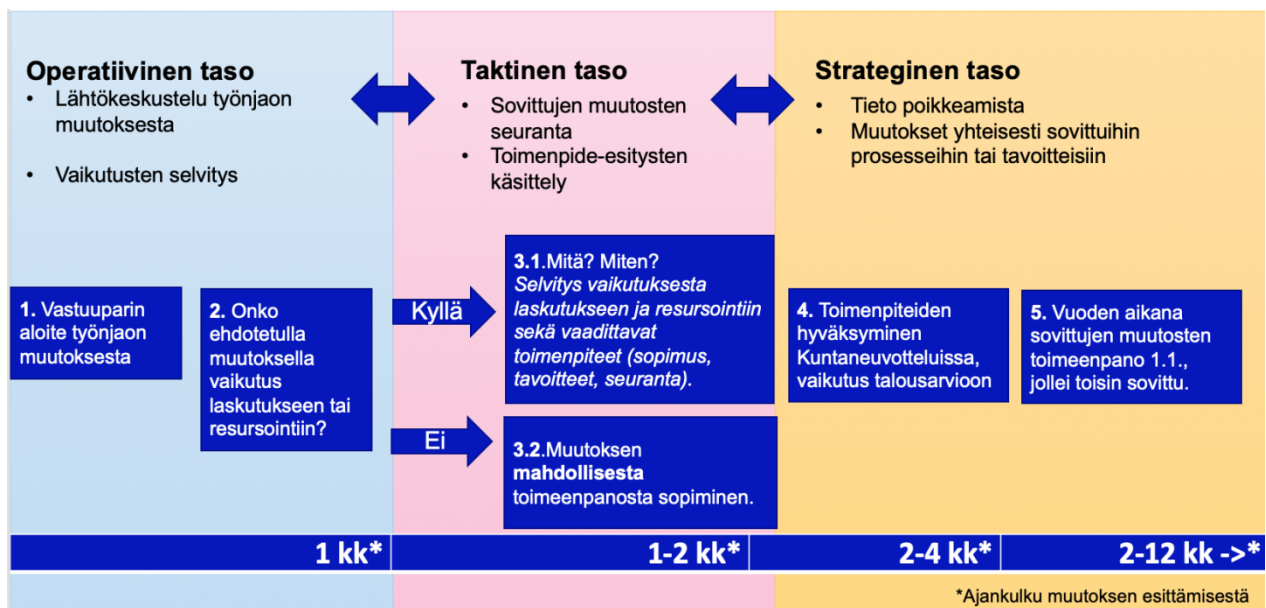 Operatiivinen taso
• Lähtökeskustelu työnjaon
muutoksesta
• Vaikutusten selvitys
Taktinen taso
• Sovittujen muutosten
seuranta
• Toimenpide-esitysten
käsittely
Strateginen taso
• Tieto poikkeamista
• Muutokset yhteisesti sovittuihin
prosesseihin tai tavoitteisiin
1. Vastuuparin
aloite työnjaon
muutoksesta
2. Onko
ehdotetulla
muutoksella
vaikutus
laskutukseen tai
resursointiin?
Kyllä
Ei
3.1.Mitä? Miten?
Selvitys vaikutuksesta
laskutukseen ja resursointiin
sekä vaadittavat
toimenpiteet (sopimus,
tavoitteet, seuranta).
3.2.Muutoksen
mahdollisesta
toimeenpanosta sopiminen.
4. Toimenpiteiden
hyväksyminen
Kuntaneuvotteluissa,
vaikutus talousarvioon
5. Vuoden aikana
sovittujen muutosten
toimeenpano 1.1.,
jollei toisin sovittu.
1 kk*
1-2 kk*
2-4 kk*
2-12 kk ->*
*Ajankulku muutoksen esittämisestä